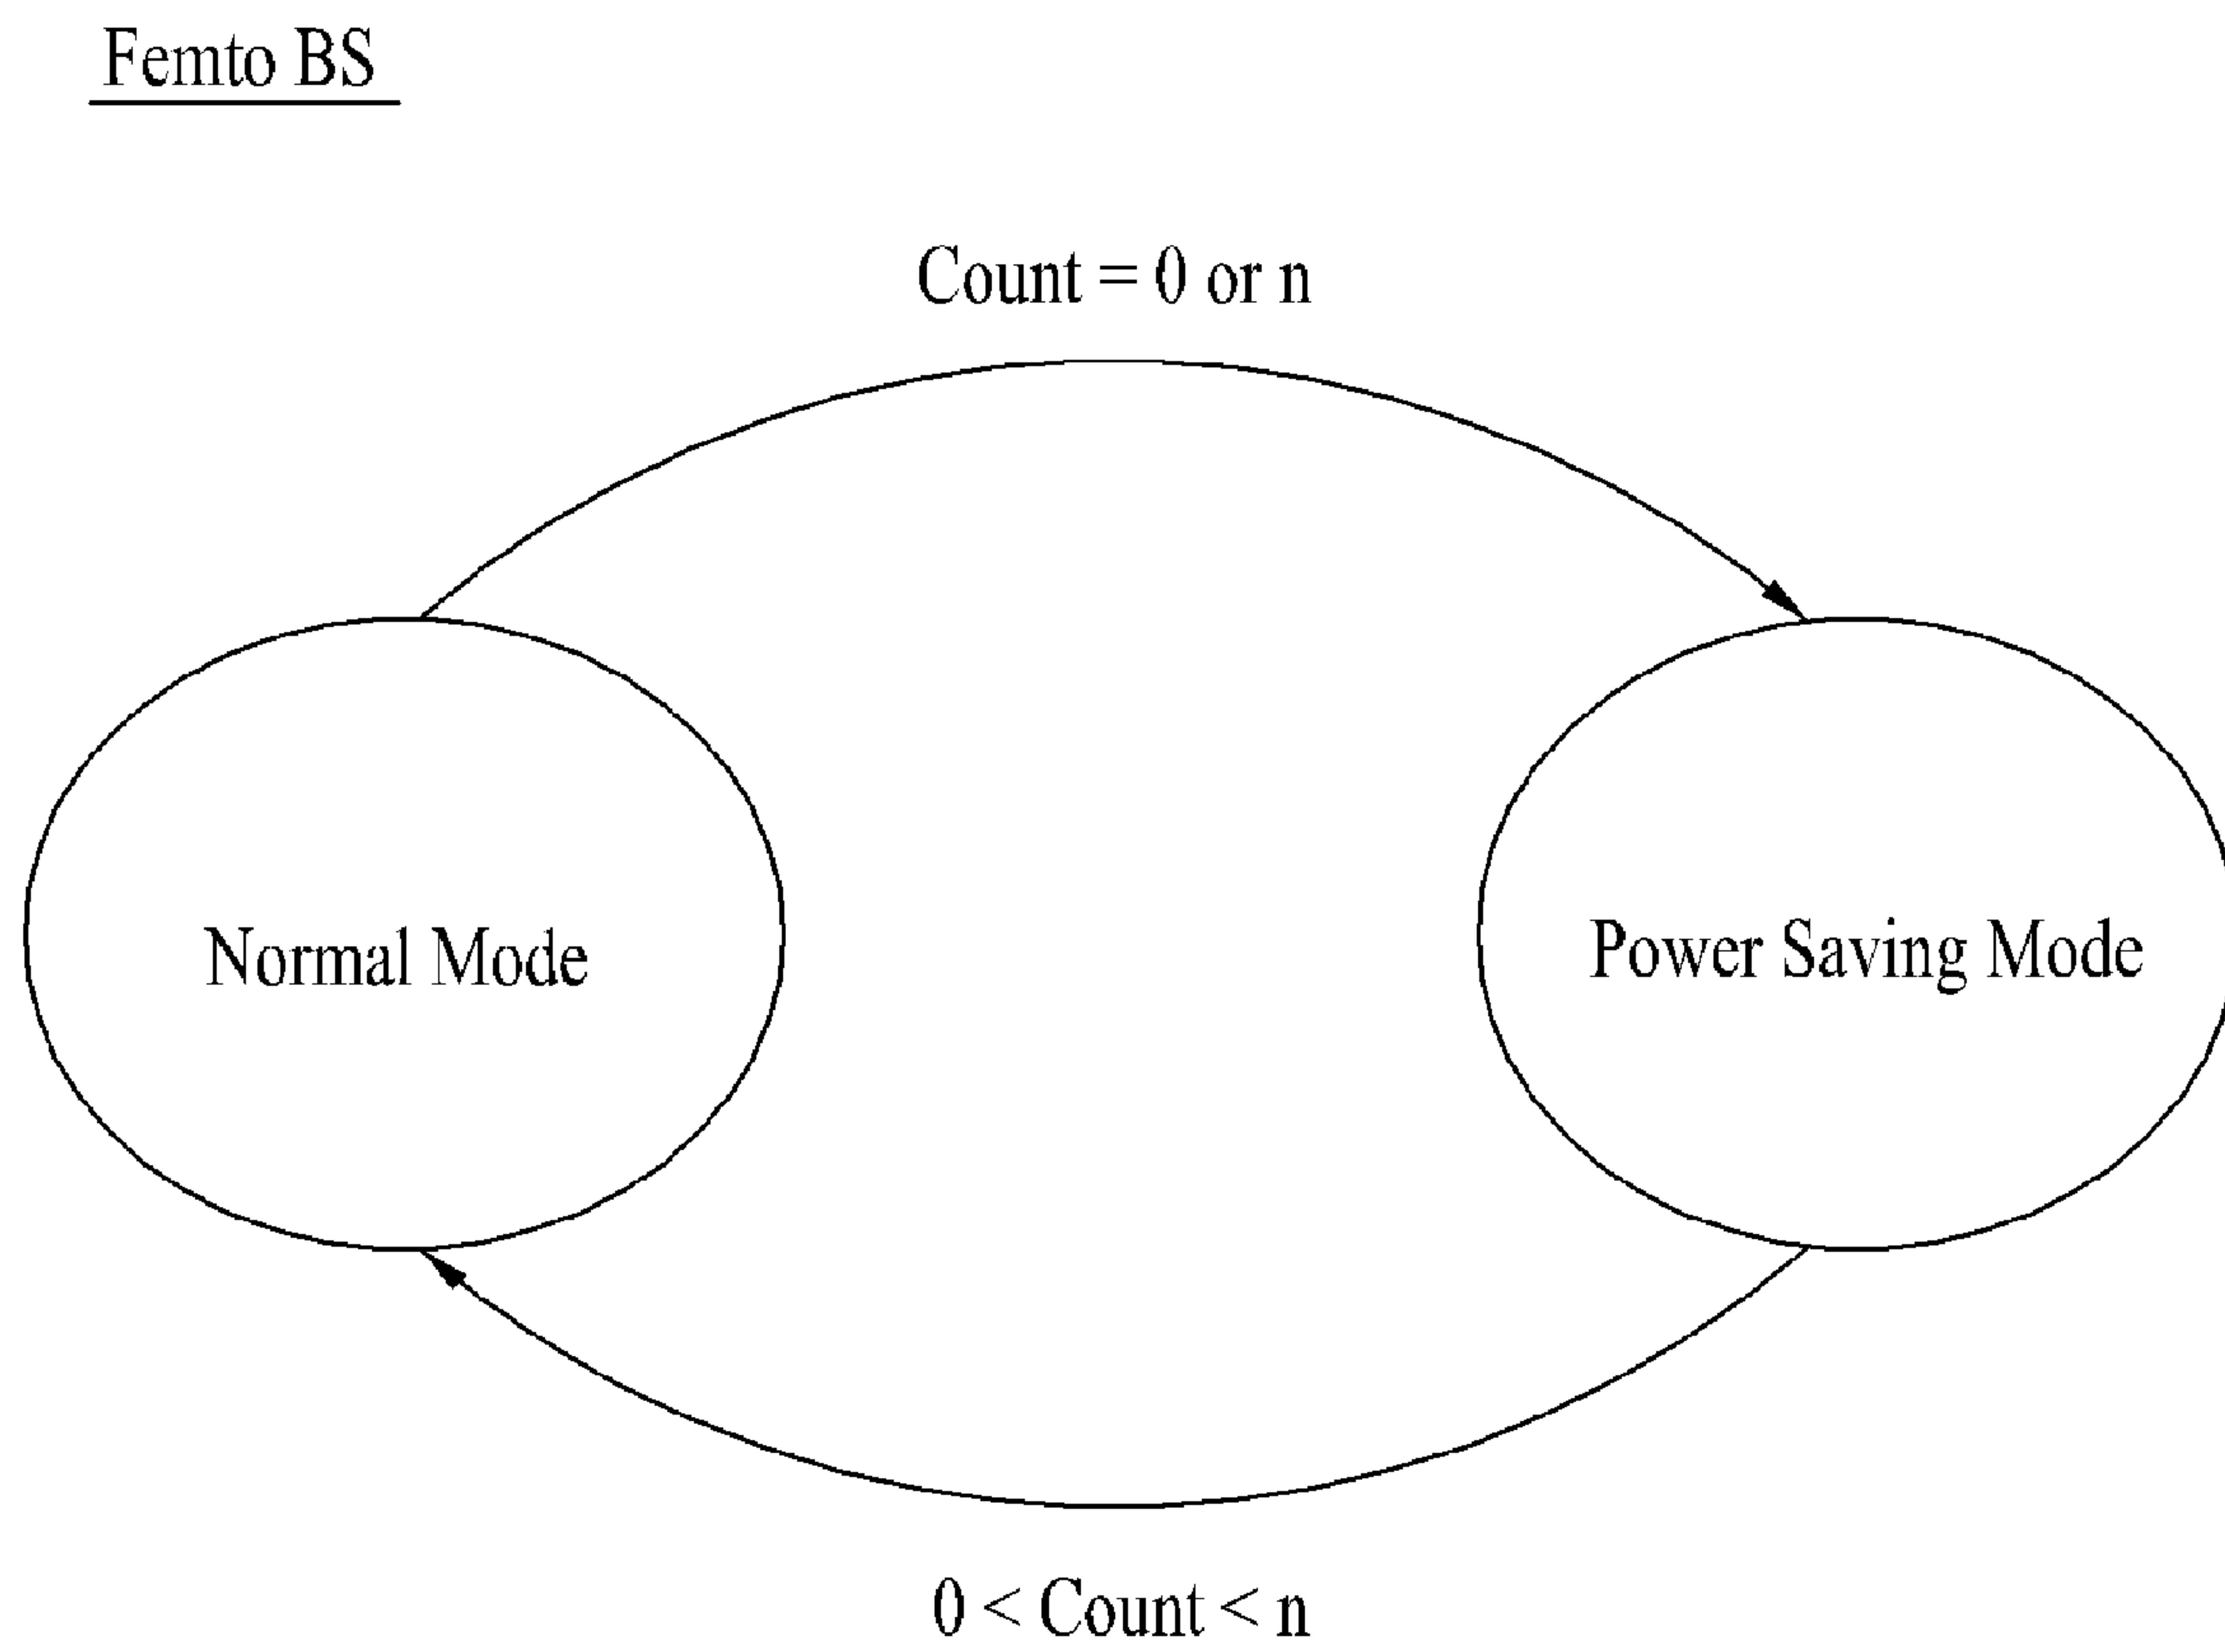 Femto BS
Count = 0 or n
Normal Mode
Power Saving Mode
0 < Count < n